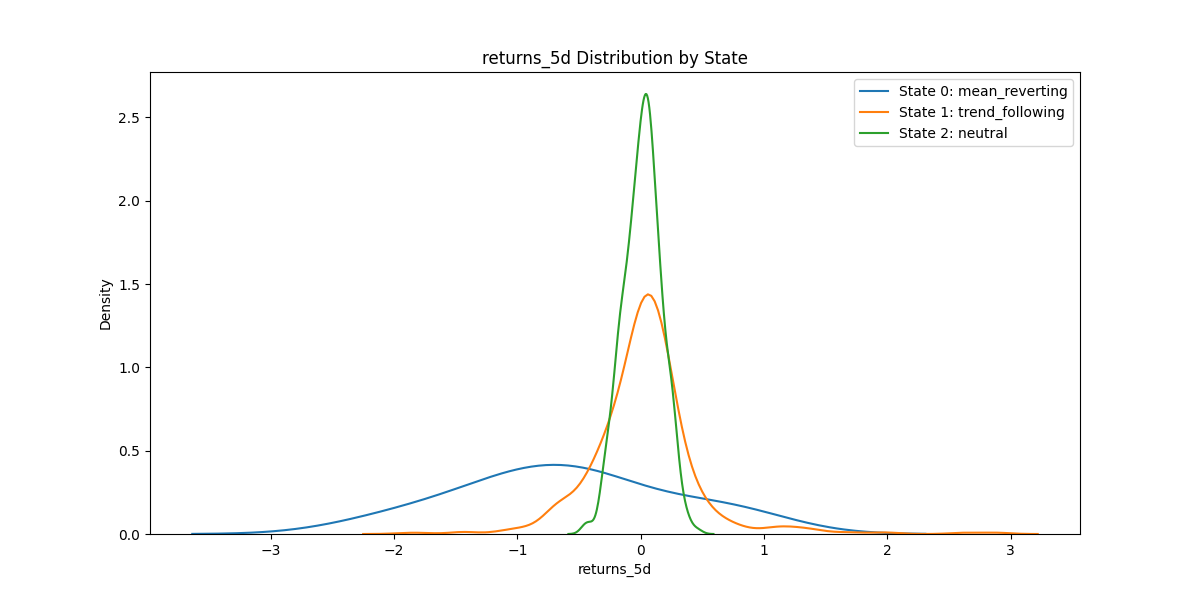 returns_5d Distribution by State
State 0: mean_reverting
State 1: trend_following
State 2: neutral
Density
2.5
2.0
1.5
1.0
0.5
0.0
−3
−2
−1
0
1
2
3
returns_5d